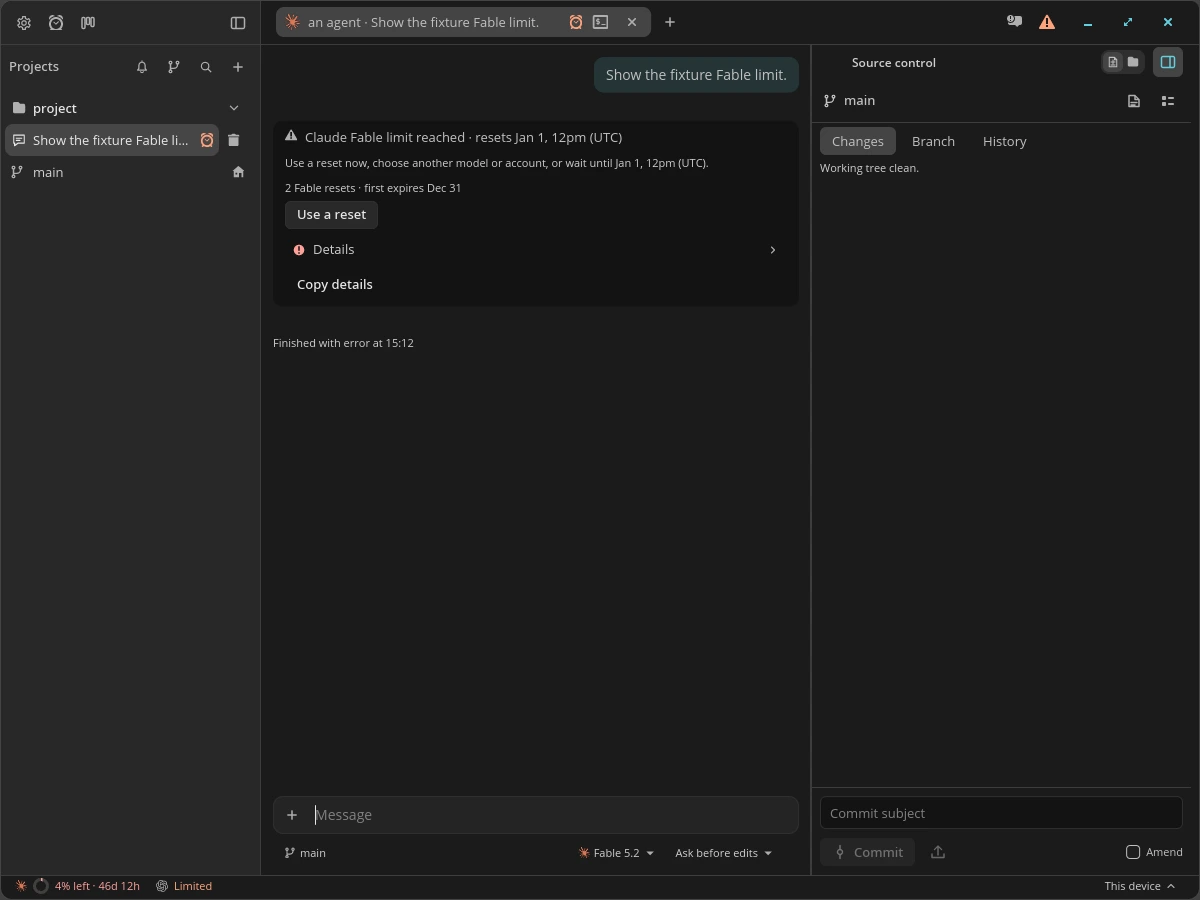 an agent · Show the fixture Fable limit.
Projects
project
Show the fixture Fable li...
main
Show the fixture Fable limit.
Claude Fable limit reached · resets Jan 1, 12pm (UTC)
Use a reset now, choose another model or account, or wait until Jan 1, 12pm (UTC).
2 Fable resets · first expires Dec 31
Use a reset
Details
Copy details
Finished with error at 15:12
Message
main
Fable 5.2
Ask before edits
Source control
main
Changes
Branch
History
Working tree clean.
Commit subject
Commit
Amend
4% left · 46d 12h
Limited
This device